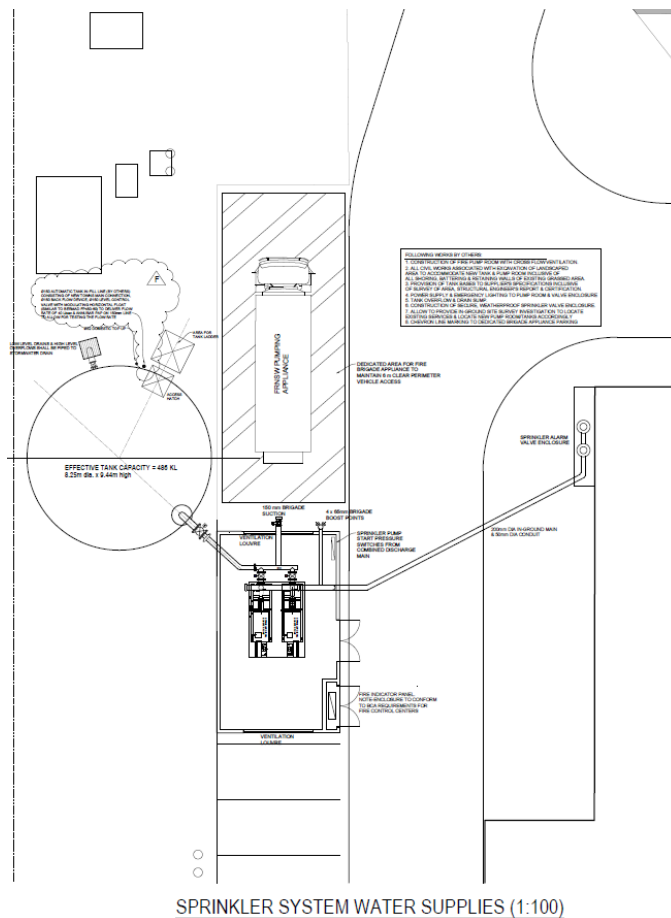 FOLLOWING WORKS BY OTHERS:
1. CONSTRUCTION OF FIRE PUMP ROOM WITH CROSS FLOW VENTILATION.
2. ALL CIVIL WORKS ASSOCIATED WITH EXCAVATION OF LANDSCAPED
AREA TO ACCOMMODATE NEW TANK & PUMP ROOM INCLUSIVE OF
ALL SHORING, BATTERING & RETAINING WALLS OF EXISTING GRASSED AREA.
3. PROVISION OF TANK BASES TO SUPPLIERS SPECIFICATIONS INCLUSIVE
OF SURVEY OF AREA, STRUCTURAL ENGINEER'S REPORT & CERTIFICATION.
4. POWER SUPPLY & EMERGENCY LIGHTING TO PUMP ROOM & VALVE ENCLOSURE
5. TANK OVERFLOW & DRAIN SUMP.
6. CONSTRUCTION OF SECURE, WEATHERPROOF SPRINKLER VALVE ENCLOSURE.
7. ALLOW TO PROVIDE IN-GROUND SITE SURVEY INVESTIGATION TO LOCATE
EXISTING SERVICES & LOCATE NEW PUMP ROOM/TANKS ACCORDINGLY
8. CHEVRON LINE MARKING TO DEDICATED BRIGADE APPLIANCE PARKING
F
AREA FOR
TANK LADDER
ACCESS
HATCH
FRNSW PUMPING
APPLIANCE
DEDICATED AREA FOR FIRE
BRIGADE APPLIANCE TO
MAINTAIN 6 m CLEAR PERIMETER
VEHICLE ACCESS
SPRINKLER ALARM
VALVE ENCLOSURE
EFFECTIVE TANK CAPACITY = 486 KL
8.25m dia. x 9.44m high
150 mm BRIGADE
SUCTION
4 x 65mm BRIGADE
BOOST POINTS
VENTILATION
LOUVRE
SPRINKLER PUMP
START PRESSURE
SWITCHES FROM
COMBINED DISCHARGE
MAIN
200mm DIA IN-GROUND MAIN
& 50mm DIA CONDUIT
FIRE INDICATOR PANEL
NOTE-ENCLOSURE TO CONFORM
TO BCA REQUIREMENTS FOR
FIRE CONTROL CENTERS
VENTILATION
LOUVRE
SPRINKLER SYSTEM WATER SUPPLIES (1:100)